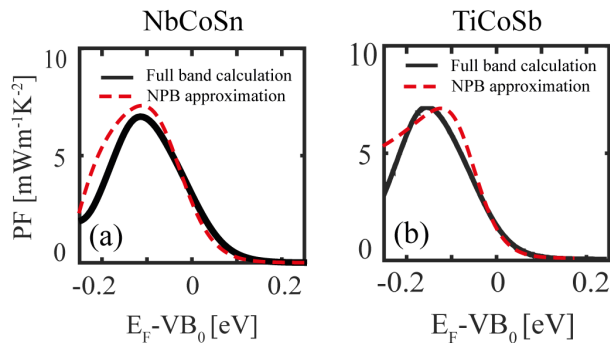 NbCoSn
TiCoSb
PF [mWm⁻¹K⁻²]
10
5
0
Full band calculation
NPB approximation
(a)
-0.2
0
0.2
E_F-VB_0 [eV]
10
5
0
Full band calculation
NPB approximation
(b)
-0.2
0
0.2
E_F-VB_0 [eV]